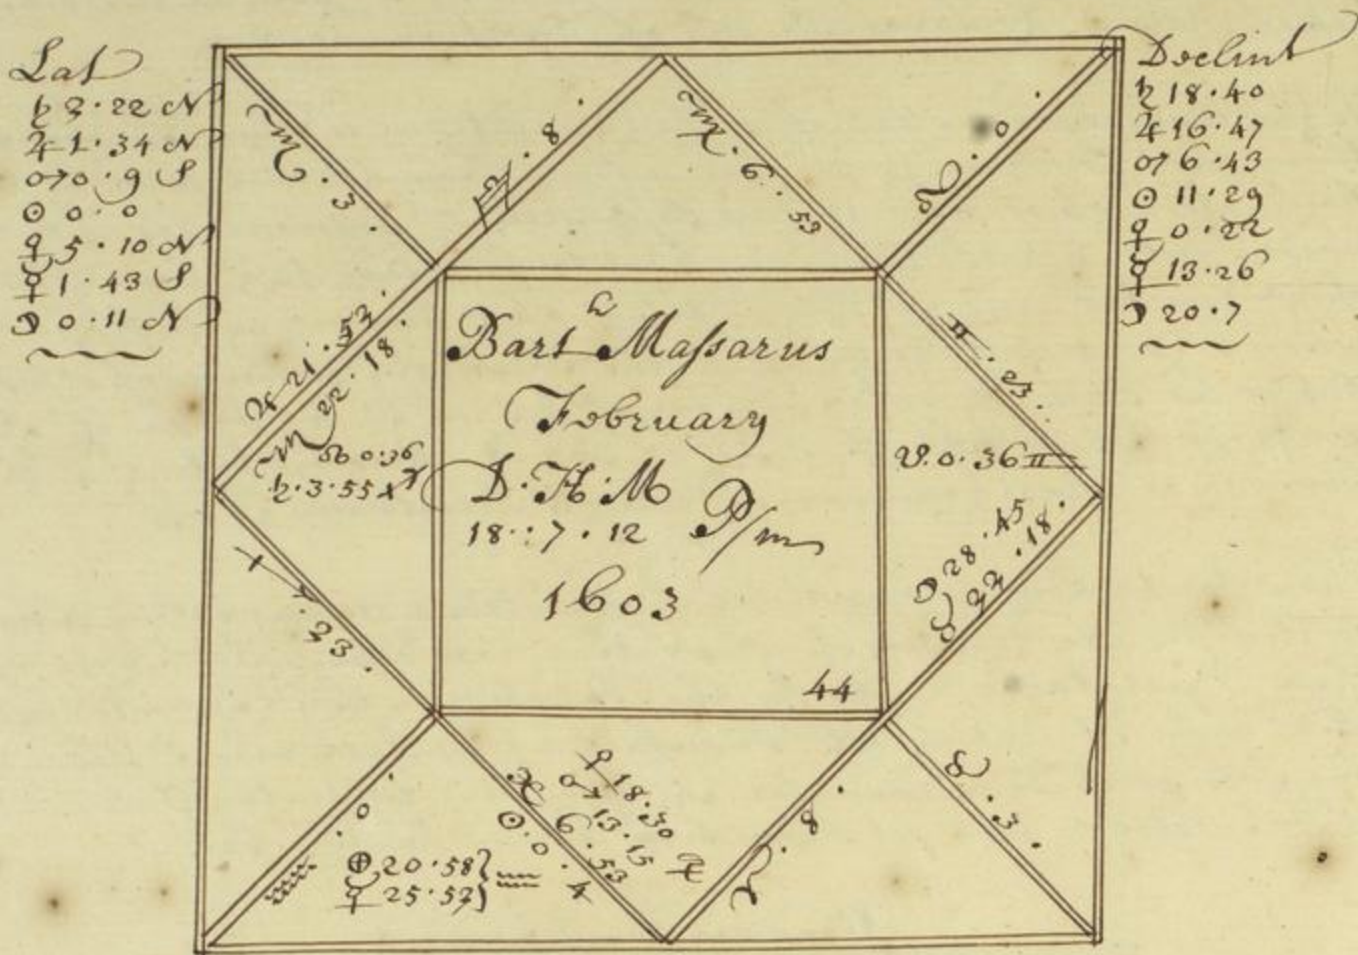 Lat
♄ 2 · 22 N
♃ 1 · 34 N
♂ 0 · 9 S
☉ 0 · 0
♀ 5 · 10 N
☿ 1 · 43 S
☽ 0 · 11 N
Declint
♄ 18 · 40
♃ 16 · 47
♂ 6 · 43
☉ 11 · 29
♀ 0 · 22
☿ 13 · 26
☽ 20 · 7
♏ · 3 ·
♎ · 8 ·
♍ · 6 · 53
♌ · 0 ·
♃ 21 · 53 ·
♏ 22 · 18 ·
☊ 0 · 36
♄ · 3 · 55 ♐
Bart h Massarus
February
D · H · M
18 : 7 · 12 P/m
1603
44
♊ · 23 ·
☋ · 0 · 36 ♊
☽ 28 · 45
♉ 22 · 18 ·
♐ · 23 ·
♒ · 0 ·
⊕ 20 · 58 } ♒
☿ 25 · 57 }
♓ 6 · 53
☉ · 0 · 4
♀ 18 · 30
♂ 13 · 15 ♓
♈ · 8 ·
♉ · 3 ·